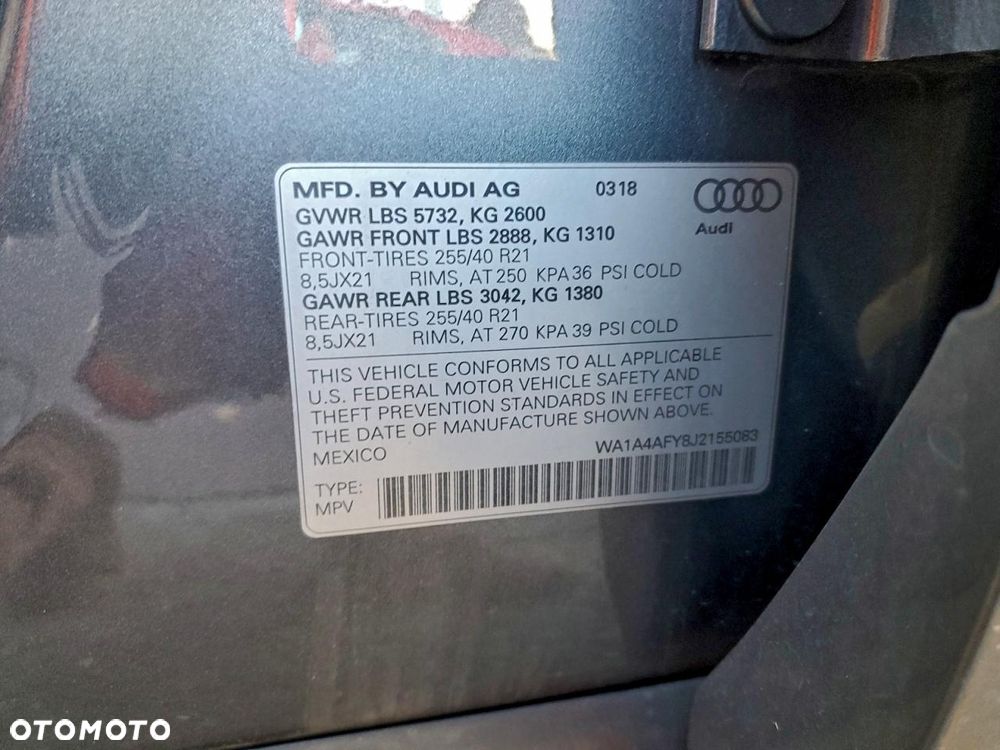 MFD. BY AUDI AG 0318
GVWR LBS 5732, KG 2600
GAWR FRONT LBS 2888, KG 1310
Audi
FRONT-TIRES 255/40 R21
8,5JX21 RIMS, AT 250 KPA 36 PSI COLD
GAWR REAR LBS 3042, KG 1380
REAR-TIRES 255/40 R21
8,5JX21 RIMS, AT 270 KPA 39 PSI COLD
THIS VEHICLE CONFORMS TO ALL APPLICABLE
U.S. FEDERAL MOTOR VEHICLE SAFETY AND
THEFT PREVENTION STANDARDS IN EFFECT ON
THE DATE OF MANUFACTURE SHOWN ABOVE.
MEXICO WA1A4AFY8J2155083
TYPE:
MPV
OTOMOTO